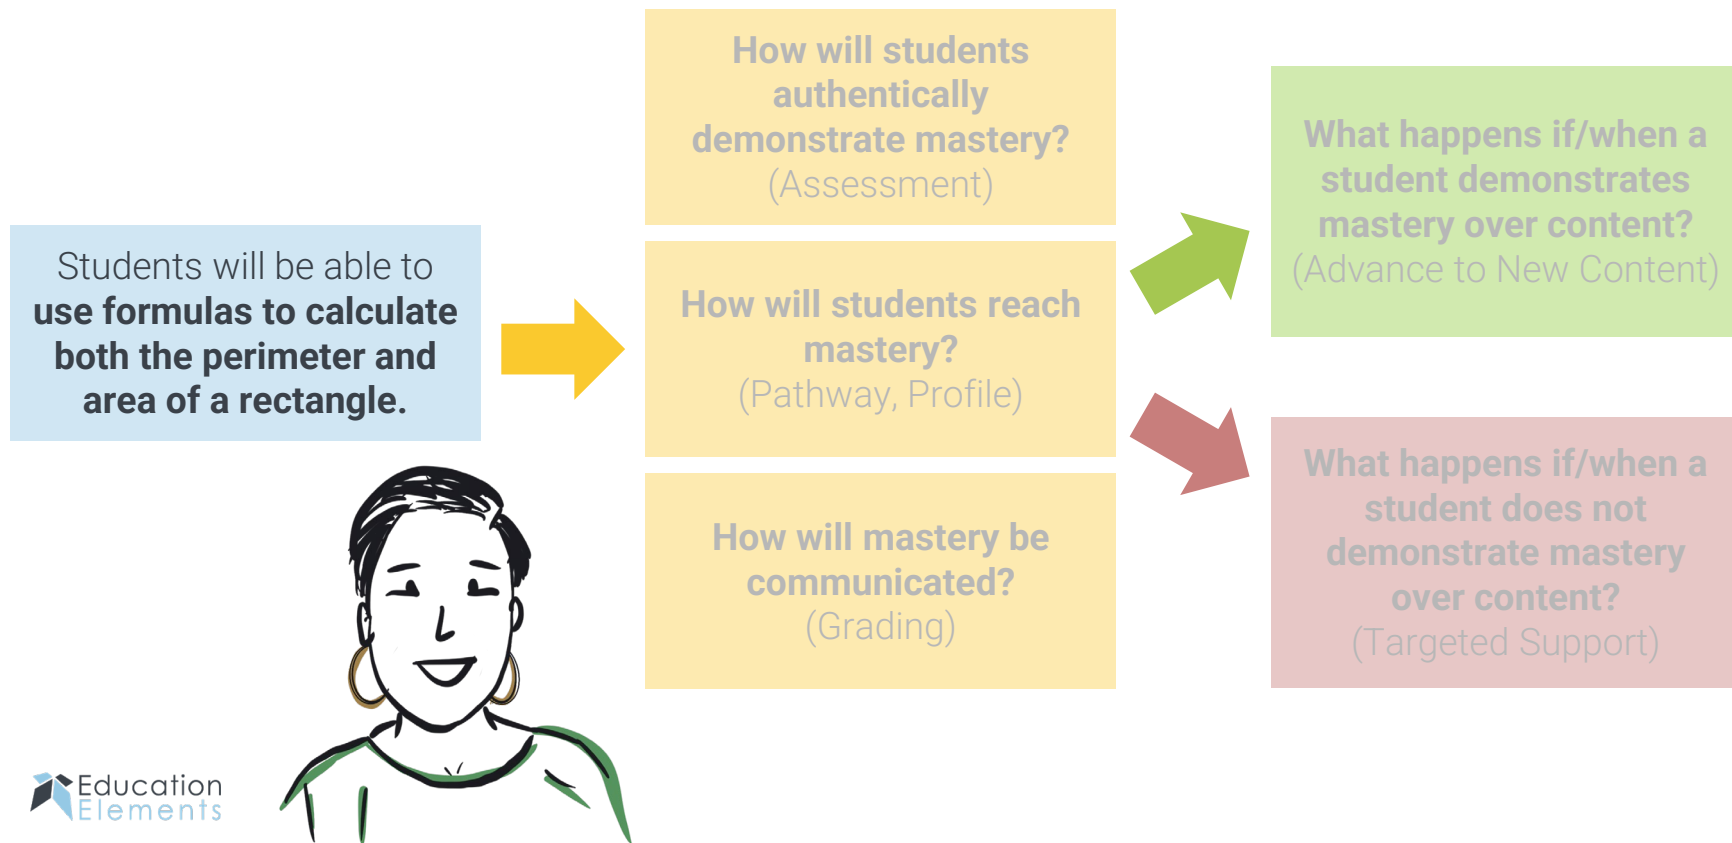 Students will be able to
use formulas to calculate
both the perimeter and
area of a rectangle.
How will students
authentically
demonstrate mastery?
(Assessment)
How will students reach
mastery?
(Pathway, Profile)
How will mastery be
communicated?
(Grading)
What happens if/when a
student demonstrates
mastery over content?
(Advance to New Content)
What happens if/when a
student does not
demonstrate mastery
over content?
(Targeted Support)
Education
Elements